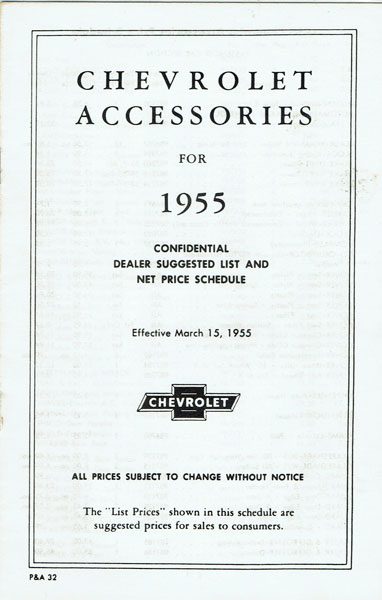 CHEVROLET
ACCESSORIES
FOR
1955
CONFIDENTIAL
DEALER SUGGESTED LIST AND
NET PRICE SCHEDULE
Effective March 15, 1955
CHEVROLET
ALL PRICES SUBJECT TO CHANGE WITHOUT NOTICE
The "List Prices" shown in this schedule are
suggested prices for sales to consumers.
P&A 32